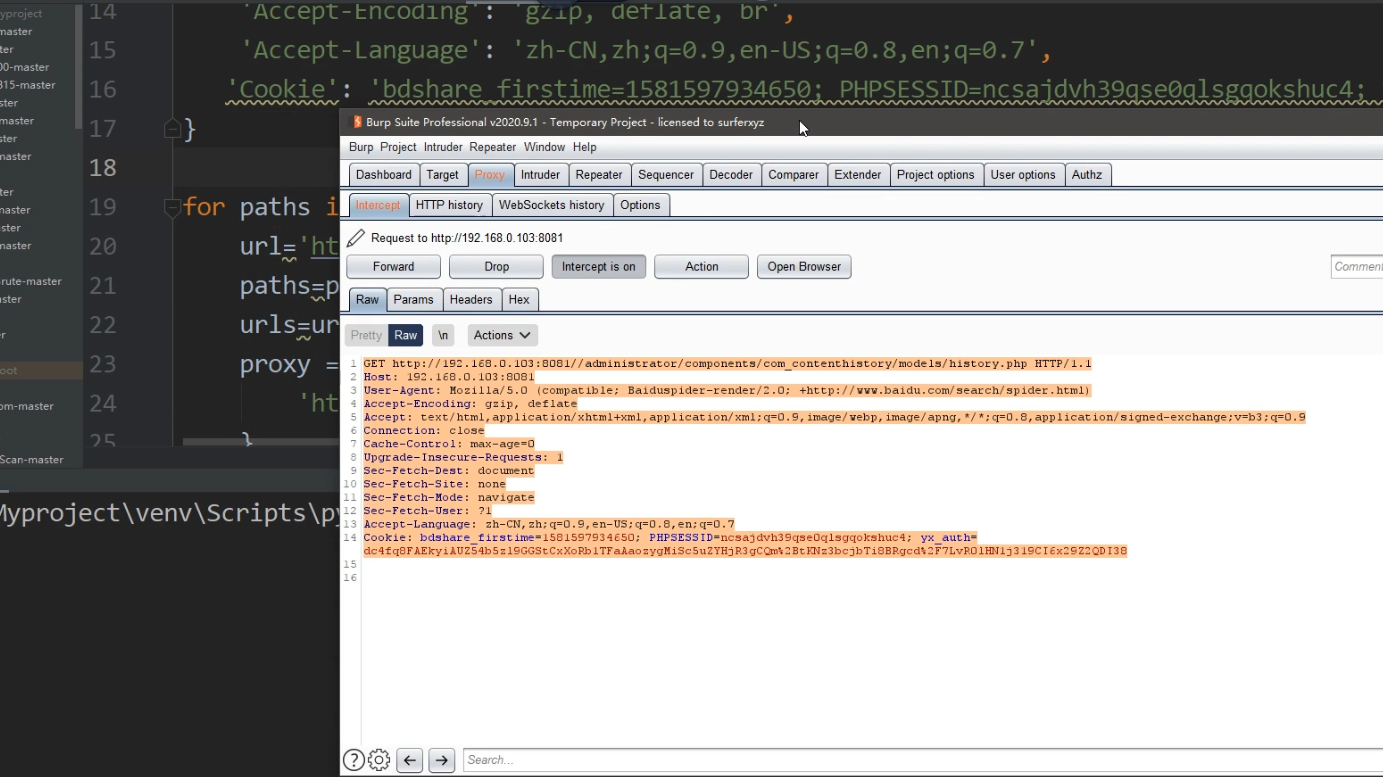 yproject
master
ter
00-master
815-master
ster
master
ster
master
ter
master
ster
master
rute-master
ster
r
oot
om-master
Scan-master
14 'Accept-Encoding': 'gzip, deflate, br',
15 'Accept-Language': 'zh-CN,zh;q=0.9,en-US;q=0.8,en;q=0.7',
16 'Cookie': 'bdshare_firstime=1581597934650; PHPSESSID=ncsajdvh39qse0qlsgqokshuc4;
17 }
18
19 for paths i
20 url='ht
21 paths=p
22 urls=ur
23 proxy =
24 'ht
25 }
Myproject\venv\Scripts\py
Burp Suite Professional v2020.9.1 - Temporary Project - licensed to surferxyz
Burp Project Intruder Repeater Window Help
Dashboard Target Proxy Intruder Repeater Sequencer Decoder Comparer Extender Project options User options Authz
Intercept HTTP history WebSockets history Options
Request to http://192.168.0.103:8081
Forward Drop Intercept is on Action Open Browser Comment
Raw Params Headers Hex
Pretty Raw \n Actions
1 GET http://192.168.0.103:8081//administrator/components/com_contenthistory/models/history.php HTTP/1.1
2 Host: 192.168.0.103:8081
3 User-Agent: Mozilla/5.0 (compatible; Baiduspider-render/2.0; +http://www.baidu.com/search/spider.html)
4 Accept-Encoding: gzip, deflate
5 Accept: text/html,application/xhtml+xml,application/xml;q=0.9,image/webp,image/apng,*/*;q=0.8,application/signed-exchange;v=b3;q=0.9
6 Connection: close
7 Cache-Control: max-age=0
8 Upgrade-Insecure-Requests: 1
9 Sec-Fetch-Dest: document
10 Sec-Fetch-Site: none
11 Sec-Fetch-Mode: navigate
12 Sec-Fetch-User: ?1
13 Accept-Language: zh-CN,zh;q=0.9,en-US;q=0.8,en;q=0.7
14 Cookie: bdshare_firstime=1581597934650; PHPSESSID=ncsajdvh39qse0qlsgqokshuc4; yx_auth=
dc4fq8FAEkyiAUZ54b5zl9GGStCxXoRb1TFaAaozygMiSc5uZYHjR3gCQm%2BtKNz3bcjbTi8BRgcd%2F7LvR01HN1j319CI6x29Z2QDI38
15
16
Search...